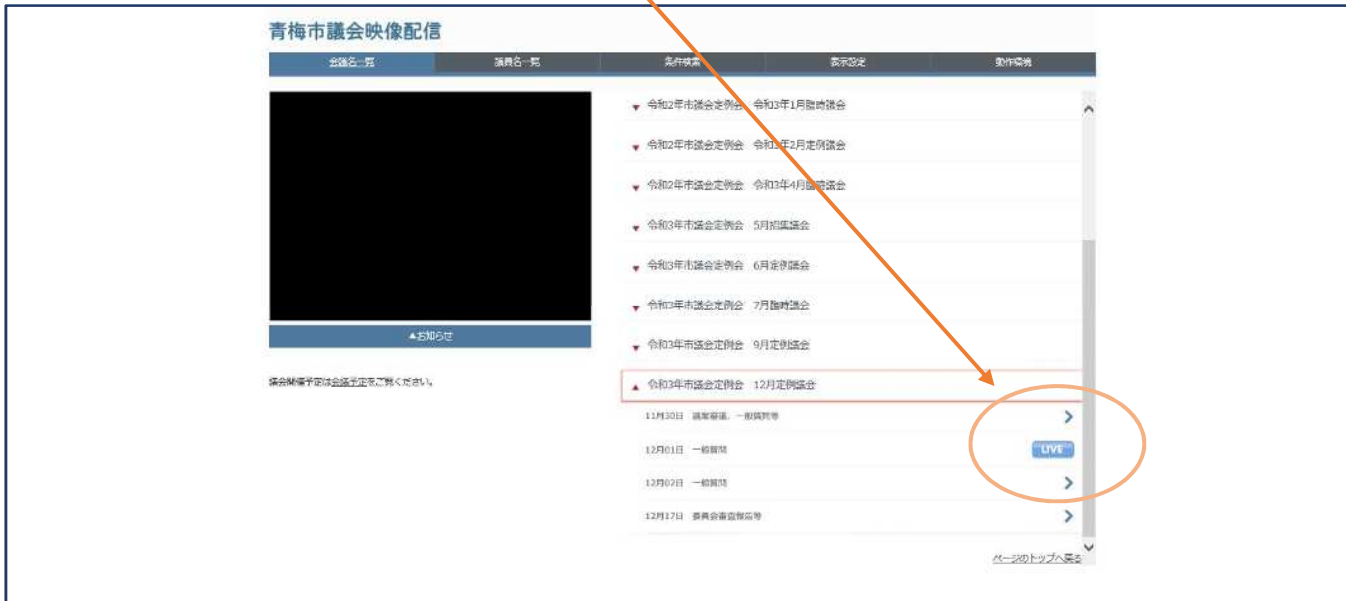 青梅市議会映像配信
会議名一覧 議員名一覧 条件検索 表示設定 動作環境
▼ 令和2年市議会定例会 令和3年1月臨時議会
▼ 令和2年市議会定例会 令和3年2月定例議会
▼ 令和2年市議会定例会 令和3年4月臨時議会
▼ 令和3年市議会定例会 5月招集議会
▼ 令和3年市議会定例会 6月定例議会
▼ 令和3年市議会定例会 7月臨時議会
▼ 令和3年市議会定例会 9月定例議会
▲お知らせ
議会開催予定は会議予定をご覧ください。
▲ 令和3年市議会定例会 12月定例議会
11月30日 議案審議、一般質問等
12月01日 一般質問 LIVE
12月02日 一般質問
12月17日 委員会審査報告等
ページのトップへ戻る